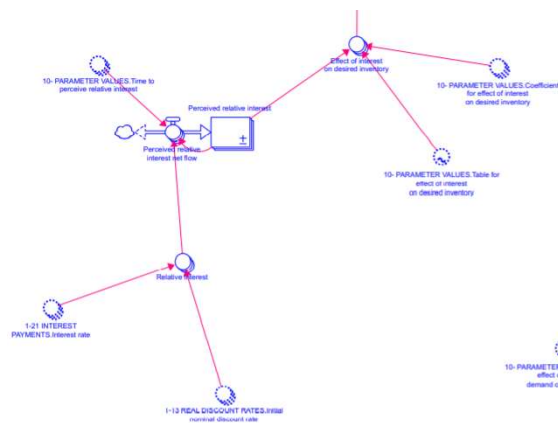 Effect of interest
on desired inventory
10- PARAMETER VALUES.Time to
perceive relative interest
10- PARAMETER VALUES.Coefficient
for effect of interest
on desired inventory
Perceived relative interest
Perceived relative
interest net flow
10- PARAMETER VALUES.Table for
effect of interest
on desired inventory
Relative interest
1-21 INTEREST
PAYMENTS.Interest rate
10- PARAMETER
effect
demand
1-13 REAL DISCOUNT RATES.Initial
nominal discount rate